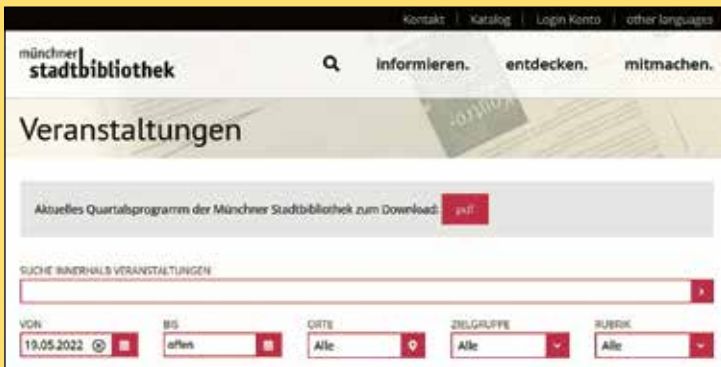 Kontakt | Katalog | Login Konto | other languages
münchner
stadtbibliothek
informieren. entdecken. mitmachen.
Veranstaltungen
Aktuelles Quartalsprogramm der Münchner Stadtbibliothek zum Download: pdf
SUCHE INNERHALB VERANSTALTUNGEN
VON BIS ORTE ZIELGRUPPE RUBRIK
19.05.2022 offen Alle Alle Alle